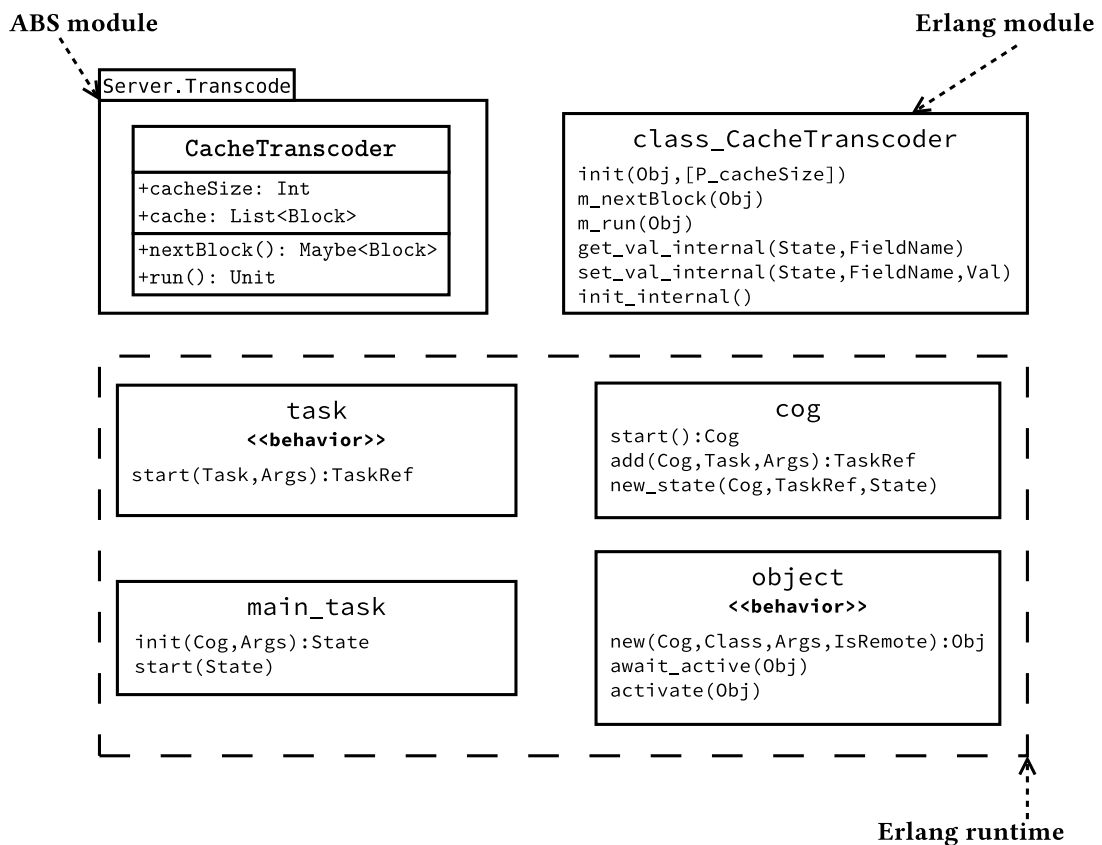 ABS module
Erlang module
Server.Transcode
CacheTranscoder
+cacheSize: Int
+cache: List<Block>
+nextBlock(): Maybe<Block>
+run(): Unit
class_CacheTranscoder
init(Obj,[P_cacheSize])
m_nextBlock(Obj)
m_run(Obj)
get_val_internal(State,FieldName)
set_val_internal(State,FieldName,Val)
init_internal()
task
<<behavior>>
start(Task,Args):TaskRef
cog
start():Cog
add(Cog,Task,Args):TaskRef
new_state(Cog,TaskRef,State)
main_task
init(Cog,Args):State
start(State)
object
<<behavior>>
new(Cog,Class,Args,IsRemote):Obj
await_active(Obj)
activate(Obj)
Erlang runtime